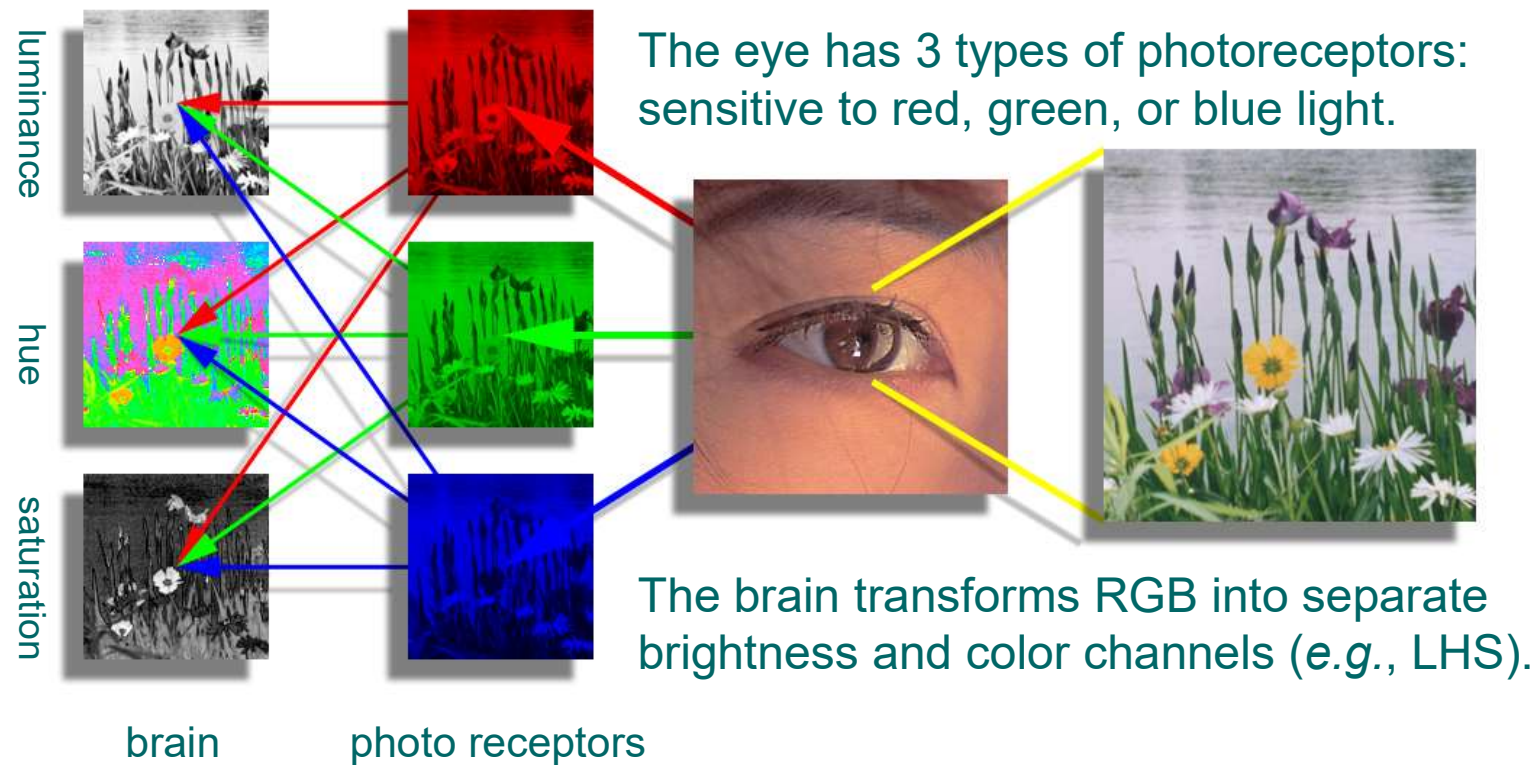 The eye has 3 types of photoreceptors:
sensitive to red, green, or blue light.
luminance
hue
saturation
The brain transforms RGB into separate
brightness and color channels (e.g., LHS).
brain
photo receptors